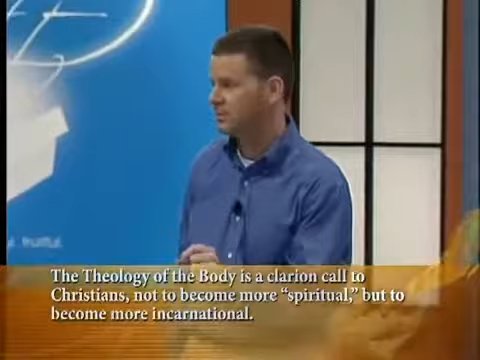 l. fruitful.
The Theology of the Body is a clarion call to
Christians, not to become more “spiritual,” but to
become more incarnational.